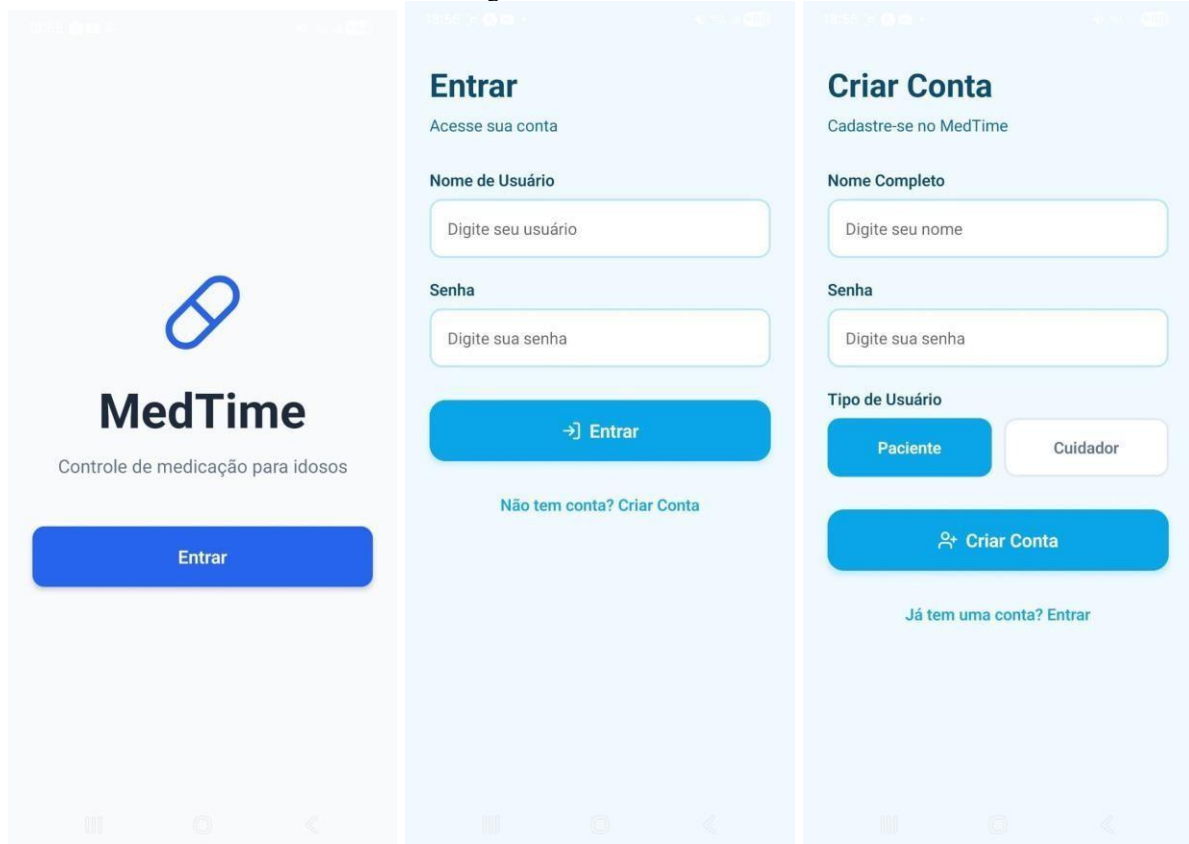 MedTime
Controle de medicação para idosos
Entrar
Entrar
Acesse sua conta
Nome de Usuário
Digite seu usuário
Senha
Digite sua senha
Entrar
Não tem conta? Criar Conta
Criar Conta
Cadastre-se no MedTime
Nome Completo
Digite seu nome
Senha
Digite sua senha
Tipo de Usuário
Paciente Cuidador
Criar Conta
Já tem uma conta? Entrar